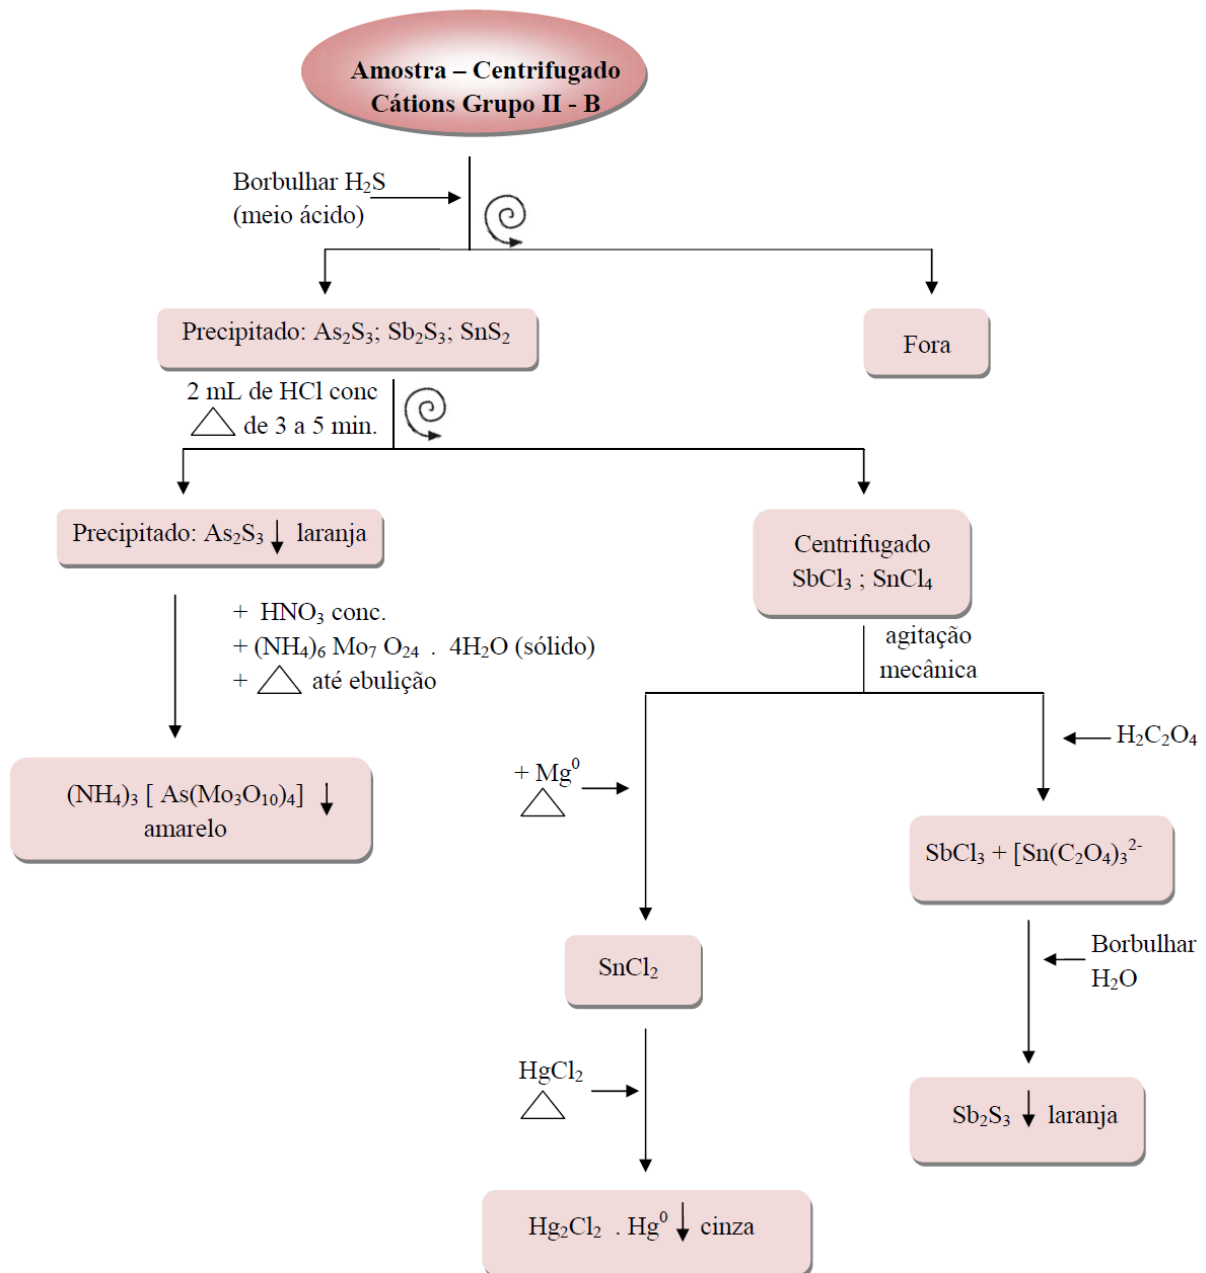 Amostra – Centrifugado
Cátions Grupo II - B
Borbulhar H₂S
(meio ácido)
Precipitado: As₂S₃; Sb₂S₃; SnS₂
Fora
2 mL de HCl conc
△ de 3 a 5 min.
Precipitado: As₂S₃ ↓ laranja
Centrifugado
SbCl₃ ; SnCl₄
+ HNO₃ conc.
+ (NH₄)₆ Mo₇ O₂₄ . 4H₂O (sólido)
+ △ até ebulição
agitação
mecânica
H₂C₂O₄
+ Mg⁰
△
(NH₄)₃ [ As(Mo₃O₁₀)₄] ↓
amarelo
SbCl₃ + [Sn(C₂O₄)₃²⁻
Borbulhar
H₂O
SnCl₂
HgCl₂
△
Sb₂S₃ ↓ laranja
Hg₂Cl₂ . Hg⁰ ↓ cinza